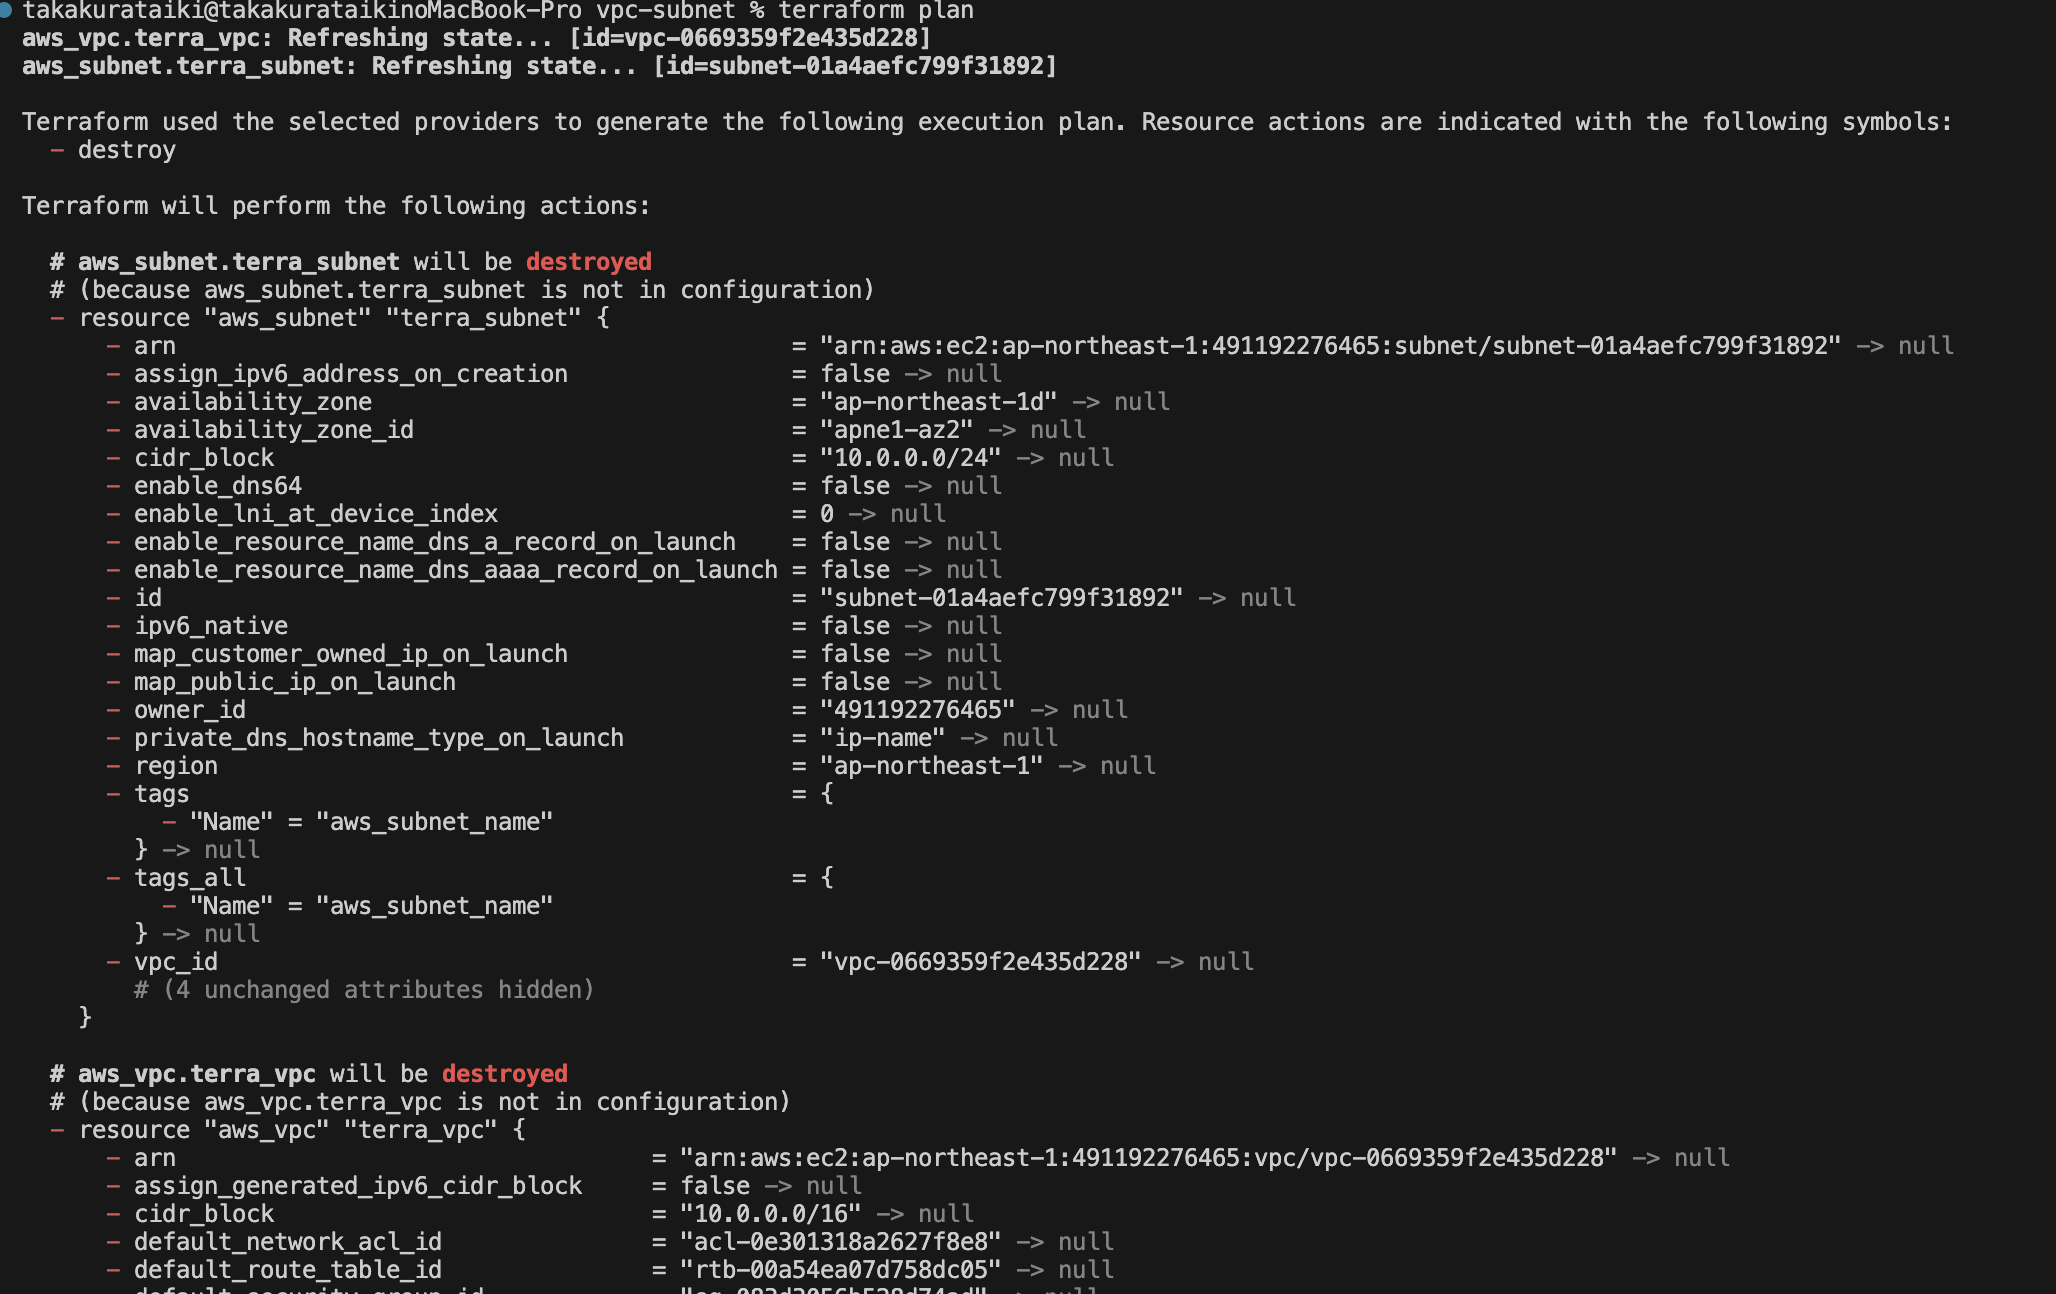 takakurataiki@takakurataikinoMacBook-Pro vpc-subnet % terraform plan
aws_vpc.terra_vpc: Refreshing state... [id=vpc-0669359f2e435d228]
aws_subnet.terra_subnet: Refreshing state... [id=subnet-01a4aefc799f31892]
Terraform used the selected providers to generate the following execution plan. Resource actions are indicated with the following symbols:
- destroy
Terraform will perform the following actions:
# aws_subnet.terra_subnet will be destroyed
# (because aws_subnet.terra_subnet is not in configuration)
- resource "aws_subnet" "terra_subnet" {
- arn = "arn:aws:ec2:ap-northeast-1:491192276465:subnet/subnet-01a4aefc799f31892" -> null
- assign_ipv6_address_on_creation = false -> null
- availability_zone = "ap-northeast-1d" -> null
- availability_zone_id = "apne1-az2" -> null
- cidr_block = "10.0.0.0/24" -> null
- enable_dns64 = false -> null
- enable_lni_at_device_index = 0 -> null
- enable_resource_name_dns_a_record_on_launch = false -> null
- enable_resource_name_dns_aaaa_record_on_launch = false -> null
- id = "subnet-01a4aefc799f31892" -> null
- ipv6_native = false -> null
- map_customer_owned_ip_on_launch = false -> null
- map_public_ip_on_launch = false -> null
- owner_id = "491192276465" -> null
- private_dns_hostname_type_on_launch = "ip-name" -> null
- region = "ap-northeast-1" -> null
- tags = {
- "Name" = "aws_subnet_name"
} -> null
- tags_all = {
- "Name" = "aws_subnet_name"
} -> null
- vpc_id = "vpc-0669359f2e435d228" -> null
# (4 unchanged attributes hidden)
}
# aws_vpc.terra_vpc will be destroyed
# (because aws_vpc.terra_vpc is not in configuration)
- resource "aws_vpc" "terra_vpc" {
- arn = "arn:aws:ec2:ap-northeast-1:491192276465:vpc/vpc-0669359f2e435d228" -> null
- assign_generated_ipv6_cidr_block = false -> null
- cidr_block = "10.0.0.0/16" -> null
- default_network_acl_id = "acl-0e301318a2627f8e8" -> null
- default_route_table_id = "rtb-00a54ea07d758dc05" -> null